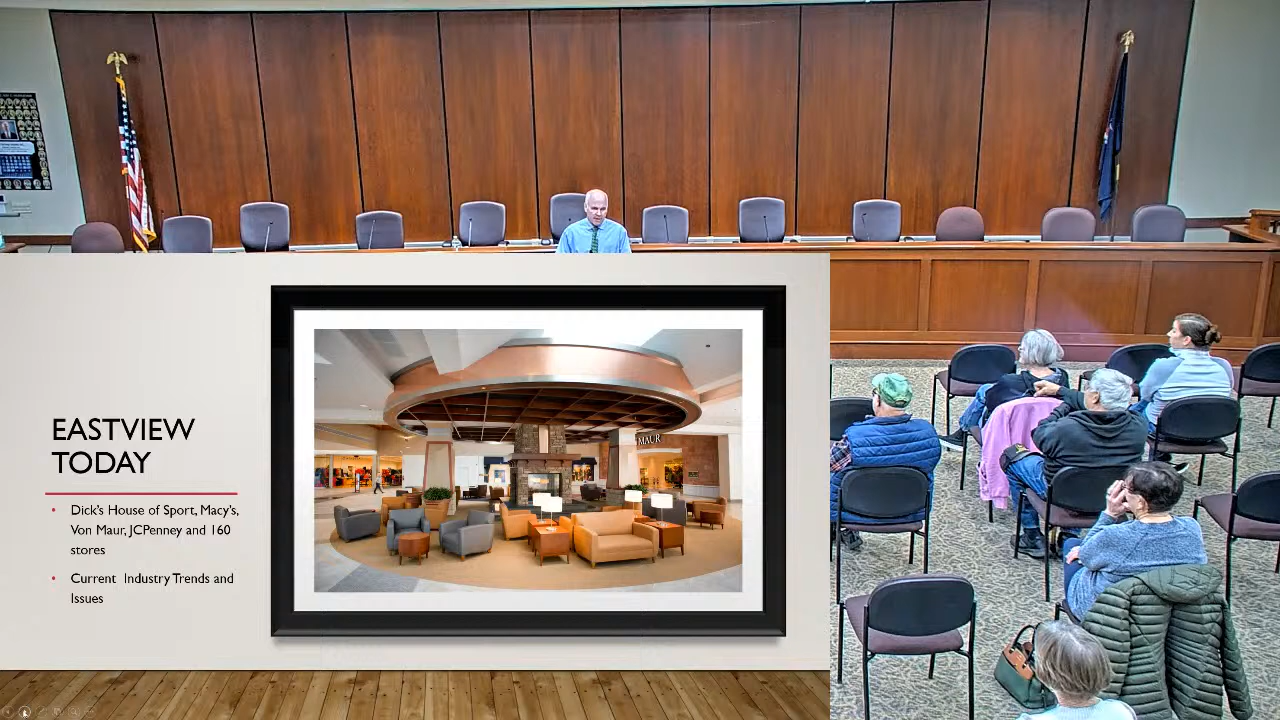 EASTVIEW
TODAY
• Dick's House of Sport, Macy's,
Von Maur, JCPenney and 160
stores
• Current Industry Trends and
Issues
MAUR